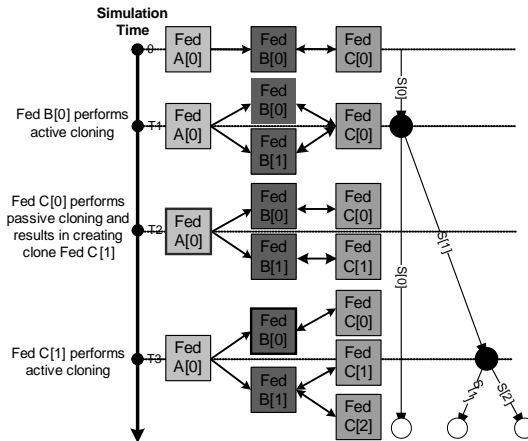 Simulation
Time
0
Fed
A[0]
Fed
B[0]
Fed
C[0]
S[0]
Fed B[0] performs
active cloning
T1
Fed
A[0]
Fed
B[0]
Fed
B[1]
Fed
C[0]
Fed C[0] performs
passive cloning and
results in creating
clone Fed C[1]
T2
Fed
A[0]
Fed
B[0]
Fed
B[1]
Fed
C[0]
Fed
C[1]
S[0]
S[1]
Fed C[1] performs
active cloning
T3
Fed
A[0]
Fed
B[0]
Fed
B[1]
Fed
C[0]
Fed
C[1]
Fed
C[2]
S[1]
S[2]